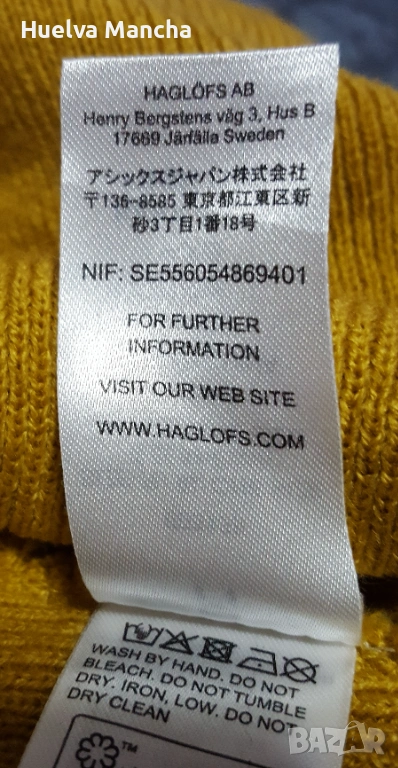 Huelva Mancha
HAGLÖFS AB
Henry Bergstens väg 3, Hus B
17669 Järfälla Sweden
アシックスジャパン株式会社
〒136-8585 東京都江東区新
砂3丁目1番18号
NIF: SE556054869401
FOR FURTHER
INFORMATION
VISIT OUR WEB SITE
WWW.HAGLOFS.COM
WASH BY HAND. DO NOT
BLEACH. DO NOT TUMBLE
DRY. IRON, LOW. DO NOT
DRY CLEAN
TM
BAZAR